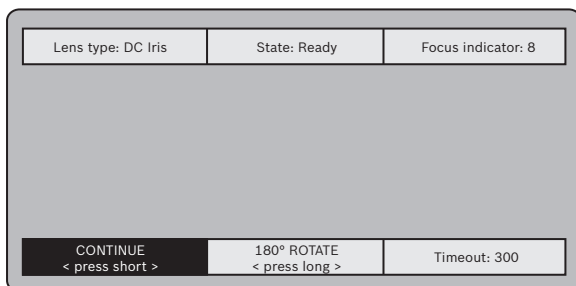 Lens type: DC Iris
State: Ready
Focus indicator: 8
CONTINUE
< press short >
180° ROTATE
< press long >
Timeout: 300